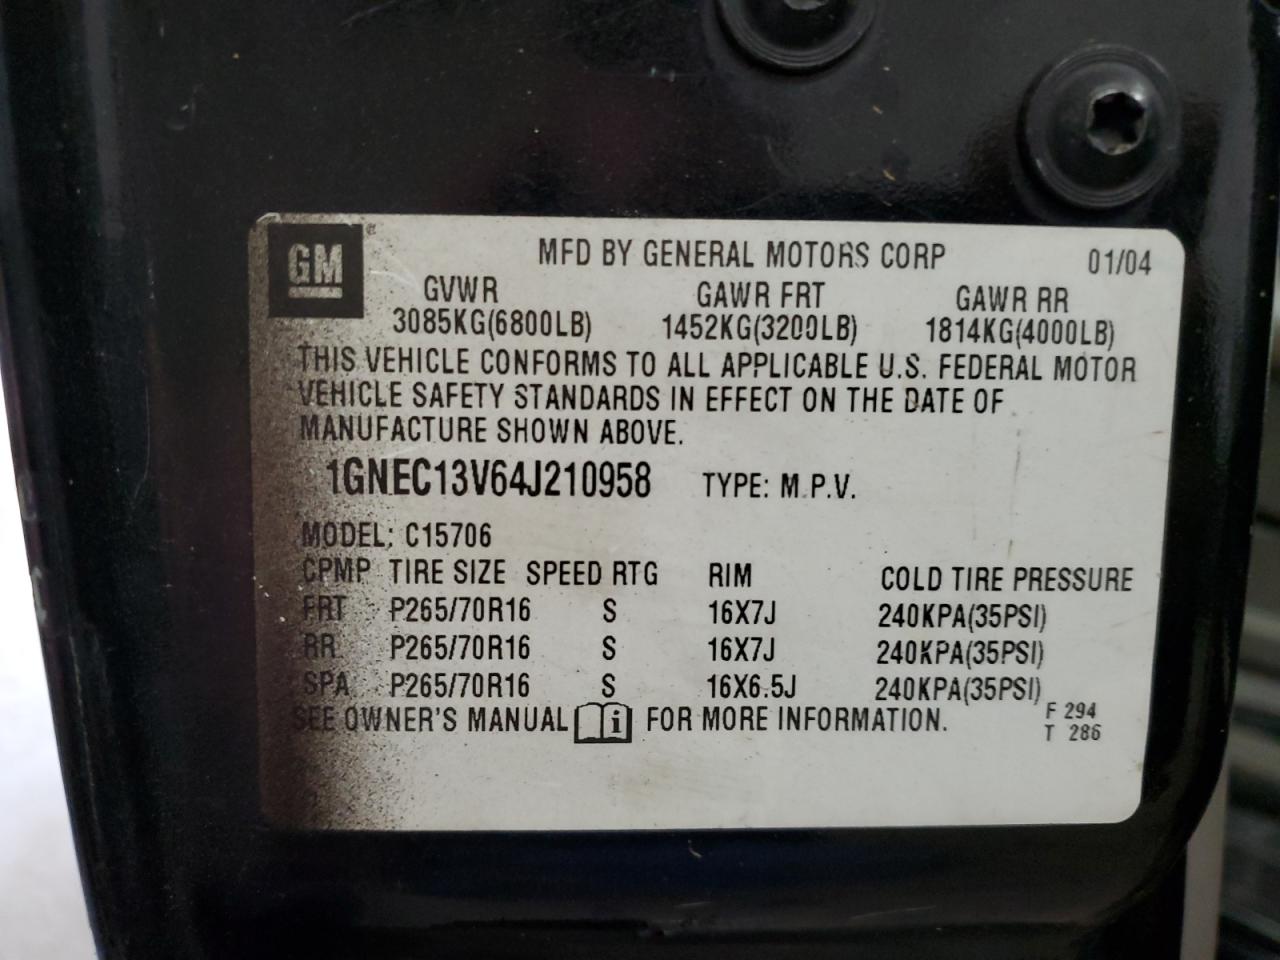 GM ®
MFD BY GENERAL MOTORS CORP 01/04
GVWR GAWR FRT GAWR RR
3085KG(6800LB) 1452KG(3200LB) 1814KG(4000LB)
THIS VEHICLE CONFORMS TO ALL APPLICABLE U.S. FEDERAL MOTOR
VEHICLE SAFETY STANDARDS IN EFFECT ON THE DATE OF
MANUFACTURE SHOWN ABOVE.
1GNEC13V64J210958 TYPE: M.P.V.
MODEL: C15706
CPMP TIRE SIZE SPEED RTG RIM COLD TIRE PRESSURE
FRT P265/70R16 S 16X7J 240KPA(35PSI)
RR P265/70R16 S 16X7J 240KPA(35PSI)
SPA P265/70R16 S 16X6.5J 240KPA(35PSI)
SEE OWNER'S MANUAL i FOR MORE INFORMATION.
F 294
T 286